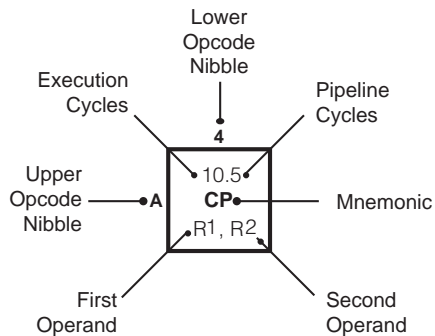 Lower
Opcode
Nibble
Execution
Cycles
Pipeline
Cycles
4
Upper
Opcode
Nibble
A
10.5
CP
R1, R2
Mnemonic
First
Operand
Second
Operand